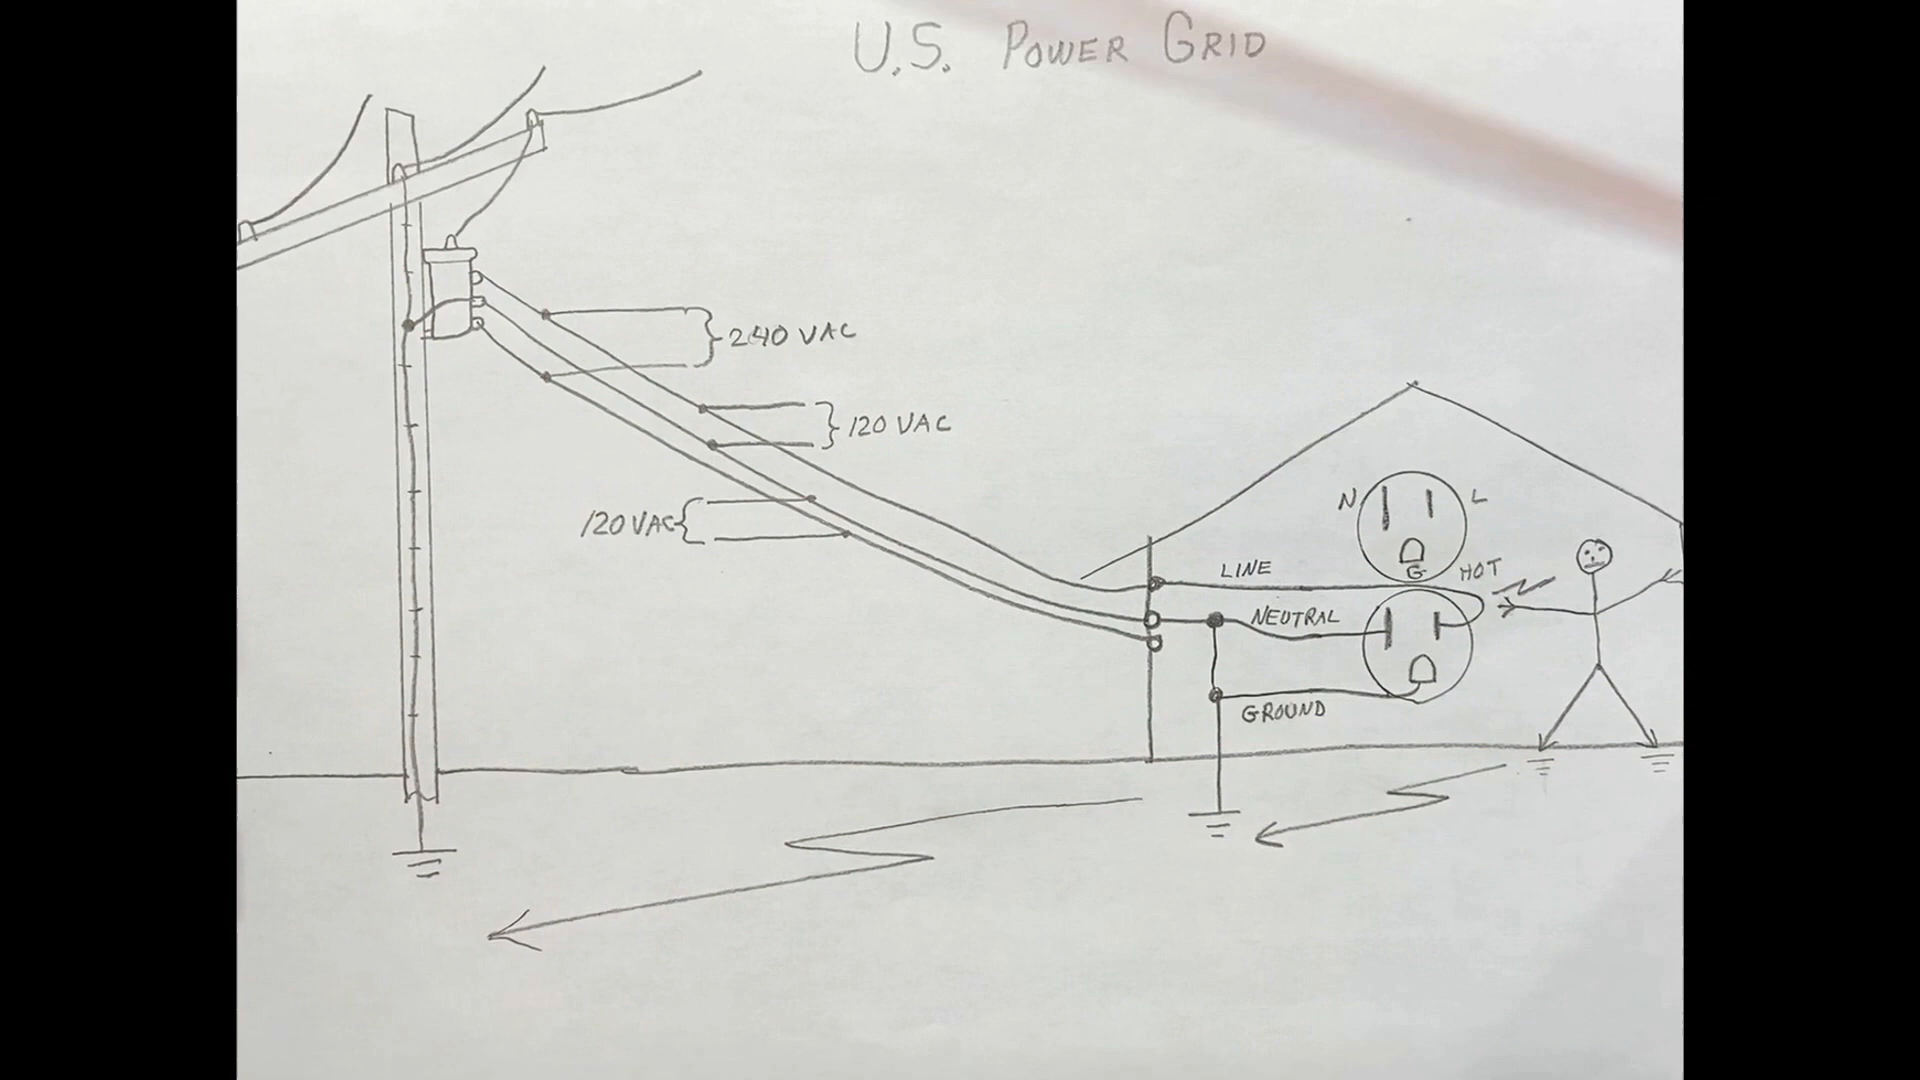 U.S. POWER GRID
240 VAC
120 VAC
120 VAC
N L
G
LINE HOT
NEUTRAL
GROUND